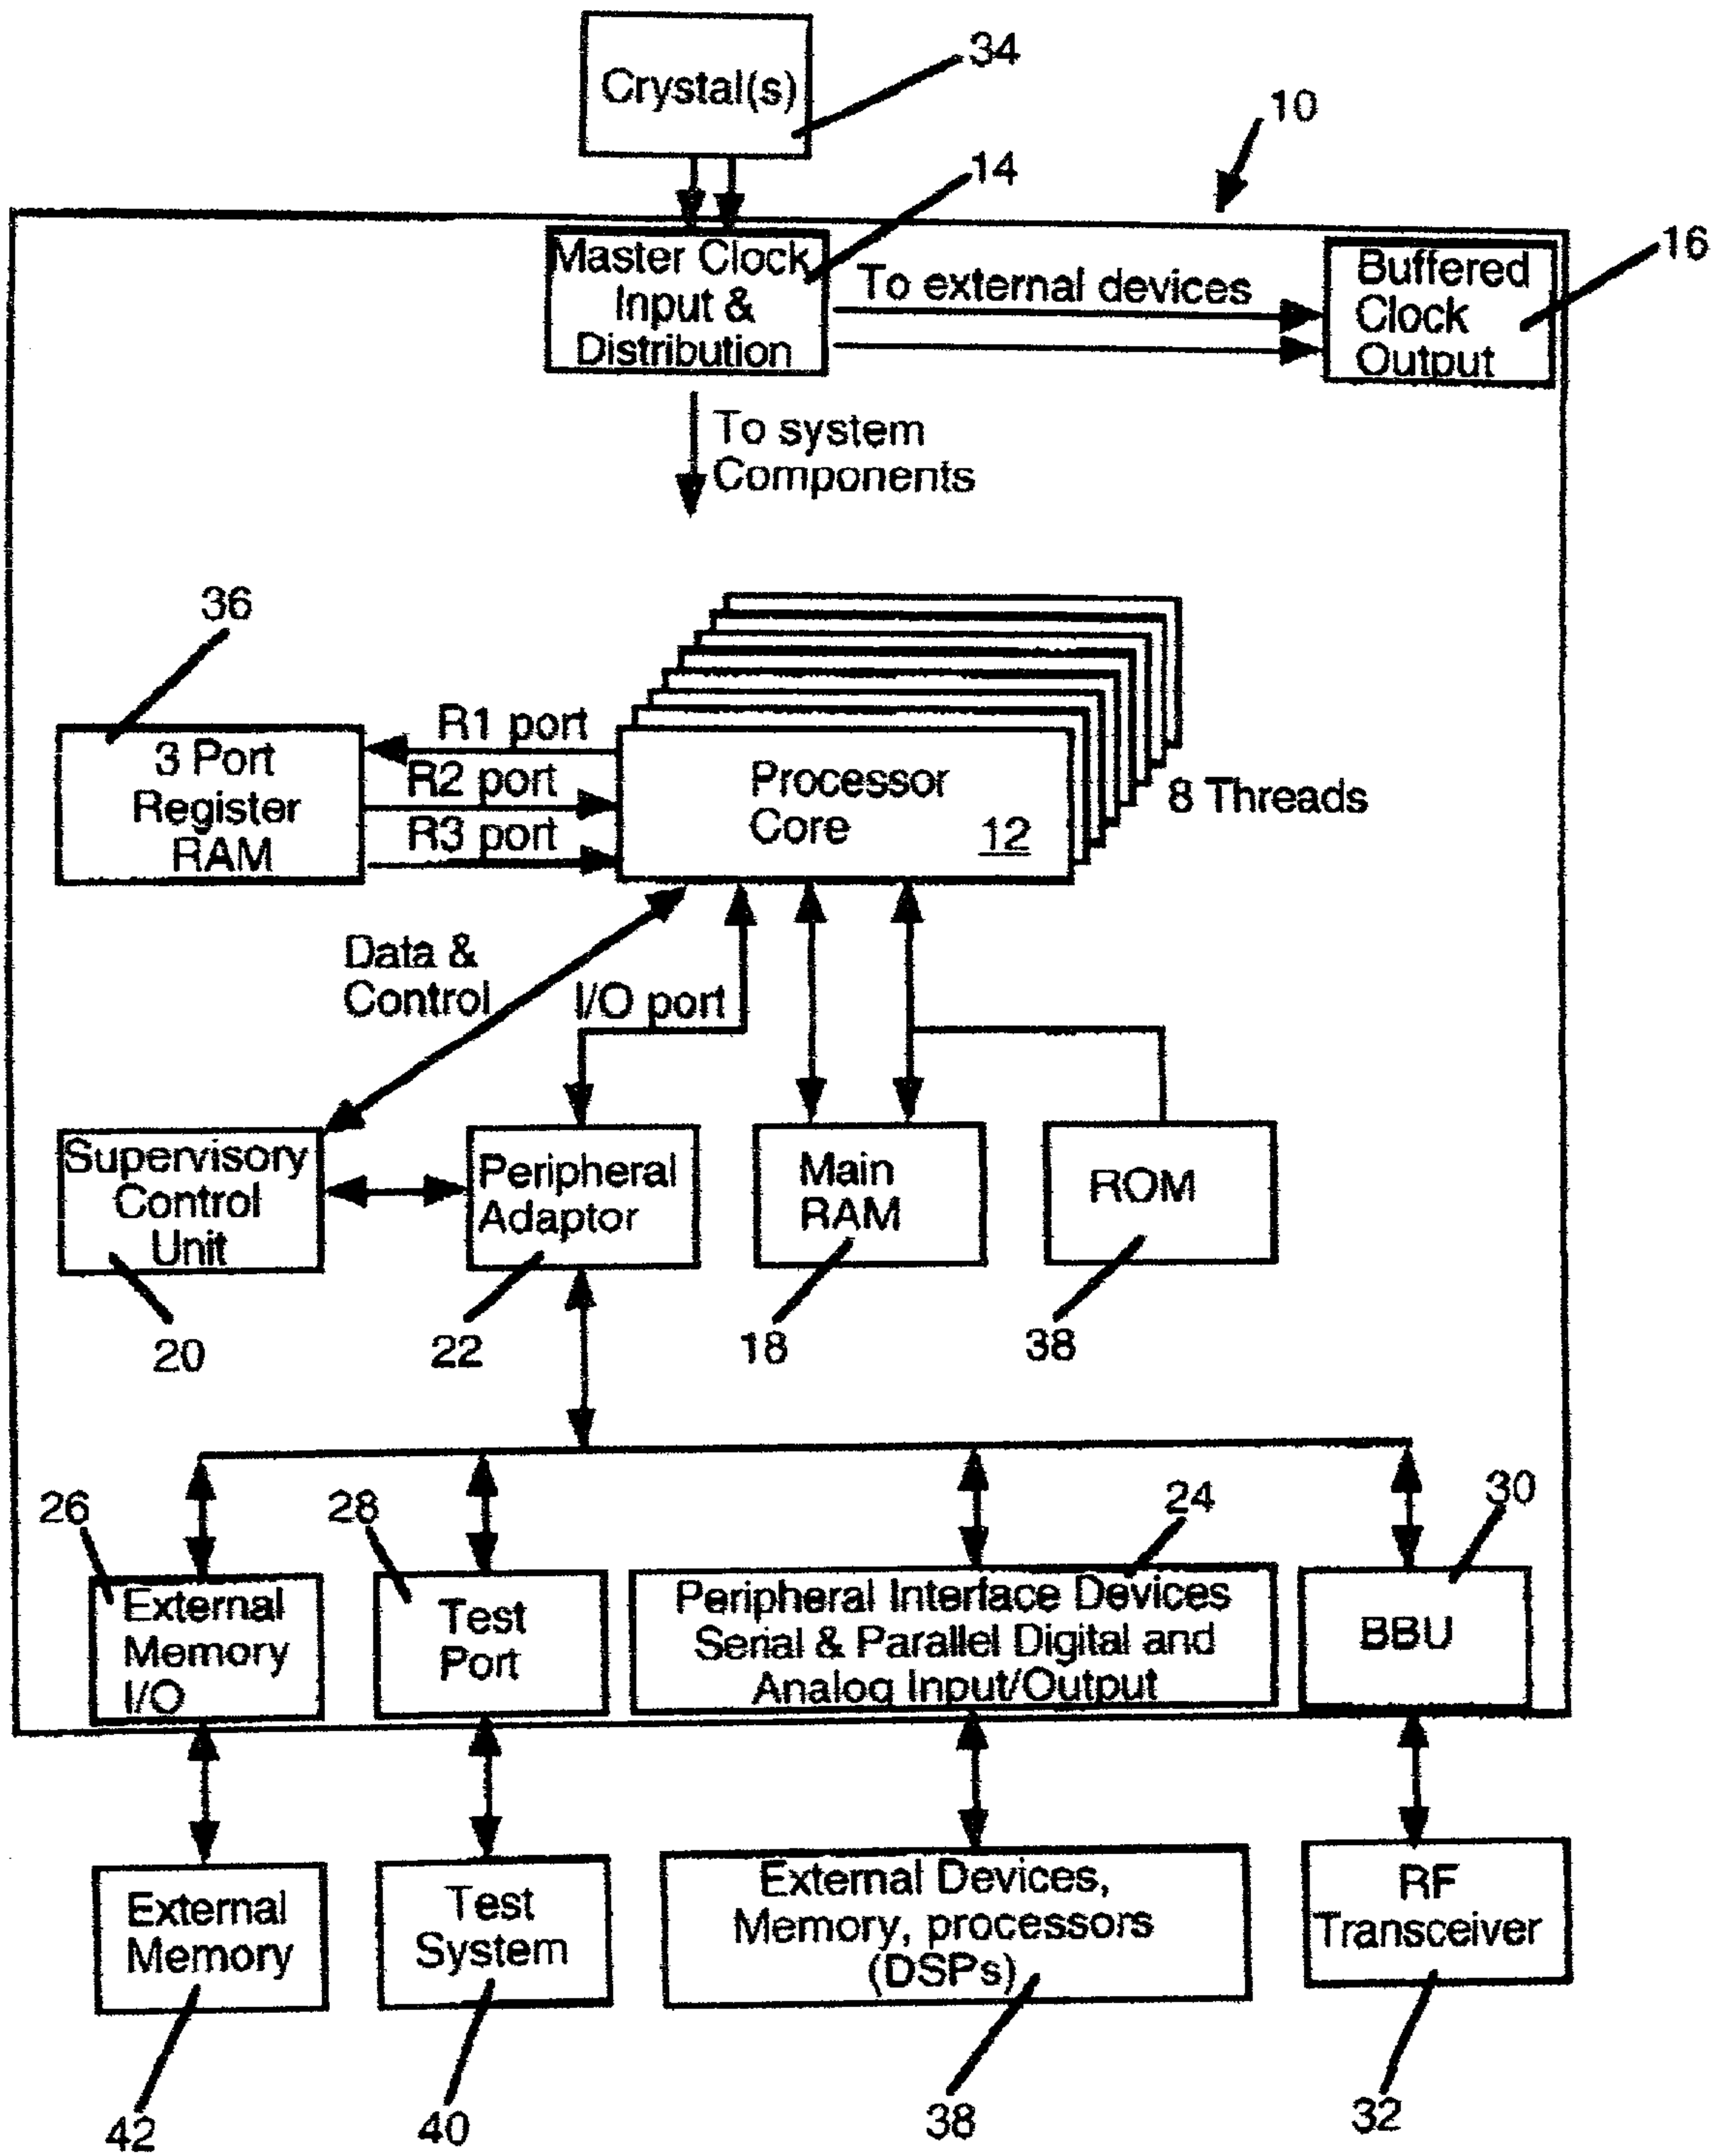 34
Crystal(s)
10
14
16
Master Clock
Input &
Distribution
To external devices
Buffered
Clock
Output
To system
Components
36
R1 port
R2 port
R3 port
3 Port
Register
RAM
Processor
Core
12
8 Threads
Data &
Control
I/O port
Supervisory
Control
Unit
Peripheral
Adaptor
Main
RAM
ROM
20
22
18
38
26
28
24
30
External
Memory
I/O
Test
Port
Peripheral Interface Devices
Serial & Parallel Digital and
Analog Input/Output
BBU
External
Memory
Test
System
External Devices,
Memory, processors
(DSPs)
RF
Transceiver
42
40
38
32